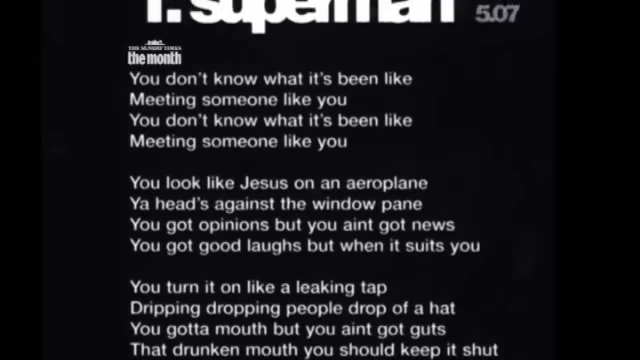 1. superman
5.07
THE SUNDAY TIMES
the month
You don't know what it's been like
Meeting someone like you
You don't know what it's been like
Meeting someone like you
You look like Jesus on an aeroplane
Ya head's against the window pane
You got opinions but you aint got news
You got good laughs but when it suits you
You turn it on like a leaking tap
Dripping dropping people drop of a hat
You gotta mouth but you aint got guts
That drunken mouth you should keep it shut